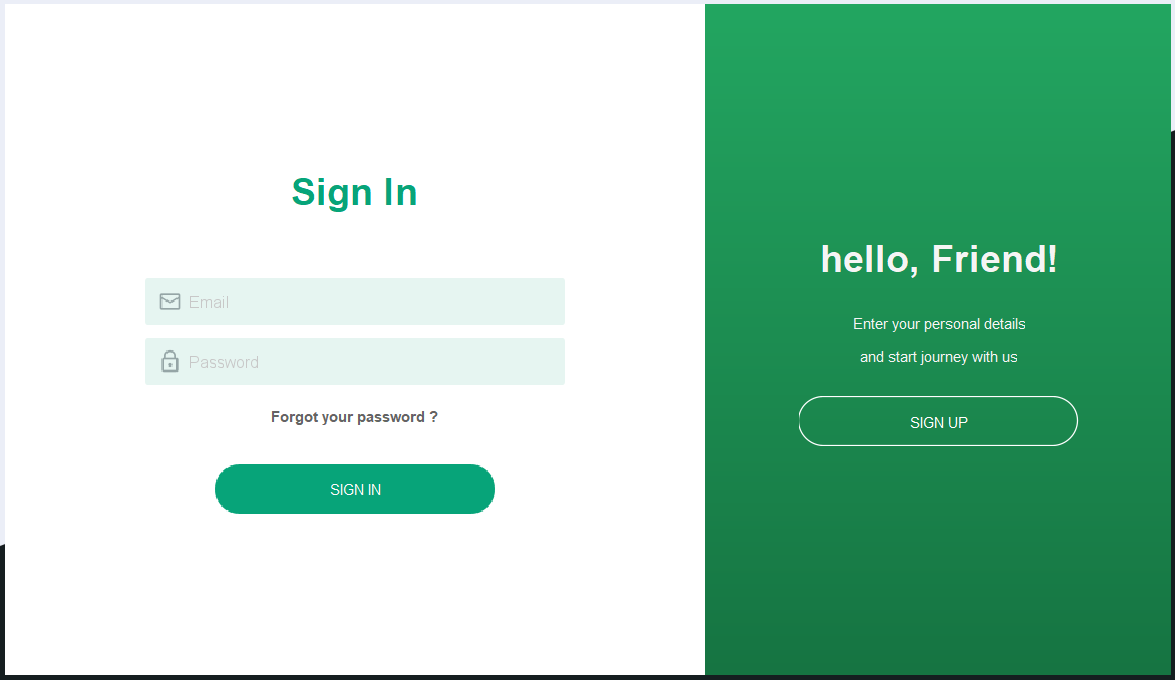 Sign In
Email
Password
Forgot your password ?
SIGN IN
hello, Friend!
Enter your personal details
and start journey with us
SIGN UP